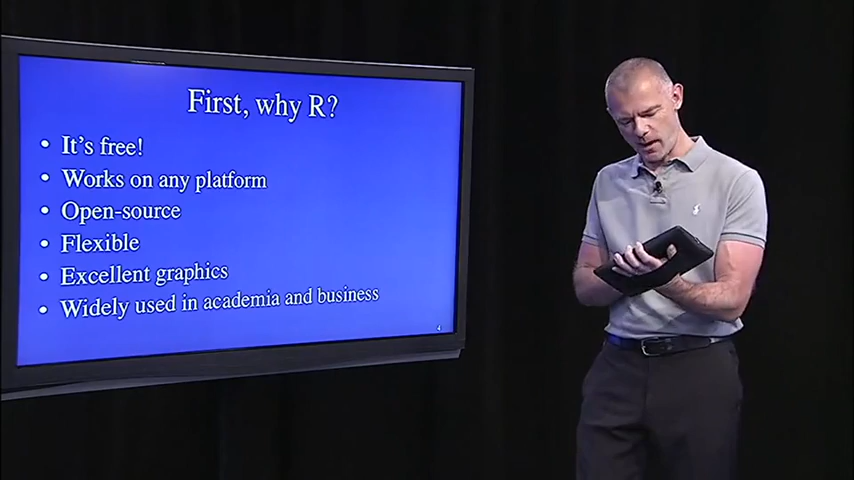 First, why R?
• It's free!
• Works on any platform
• Open-source
• Flexible
• Excellent graphics
• Widely used in academia and business
4